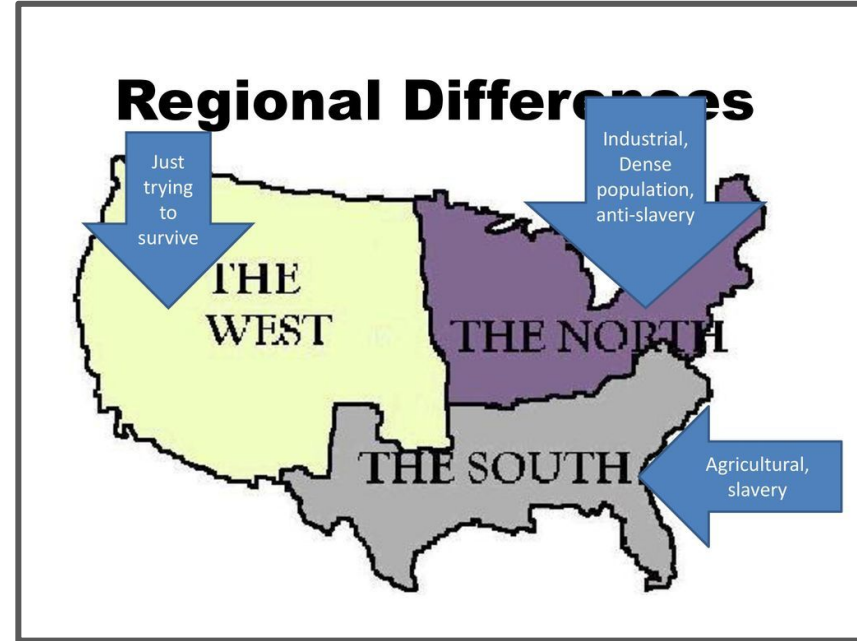 Regional Differences
Just
trying
to
survive
Industrial,
Dense
population,
anti-slavery
THE
WEST
THE NORTH
THE SOUTH
Agricultural,
slavery